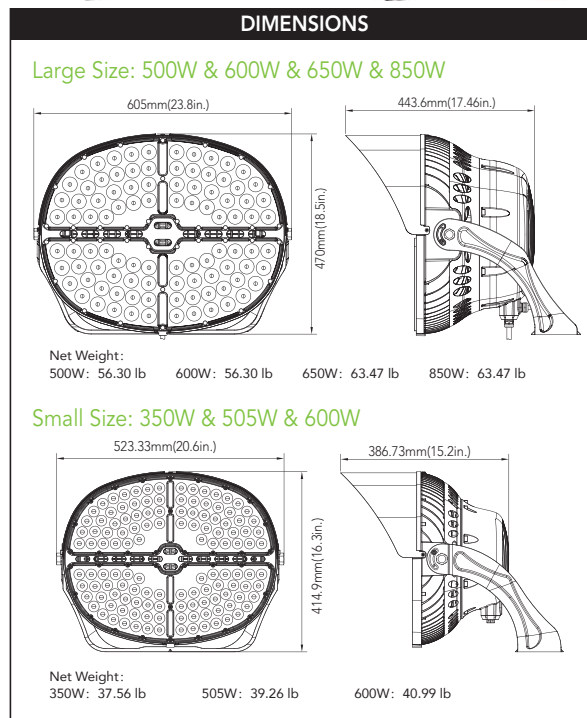 DIMENSIONS
Large Size: 500W & 600W & 650W & 850W
605mm(23.8in.)
443.6mm(17.46in.)
470mm(18.5in.)
Net Weight:
500W: 56.30 lb 600W: 56.30 lb 650W: 63.47 lb 850W: 63.47 lb
Small Size: 350W & 505W & 600W
523.33mm(20.6in.)
386.73mm(15.2in.)
414.9mm(16.3in.)
Net Weight:
350W: 37.56 lb 505W: 39.26 lb 600W: 40.99 lb